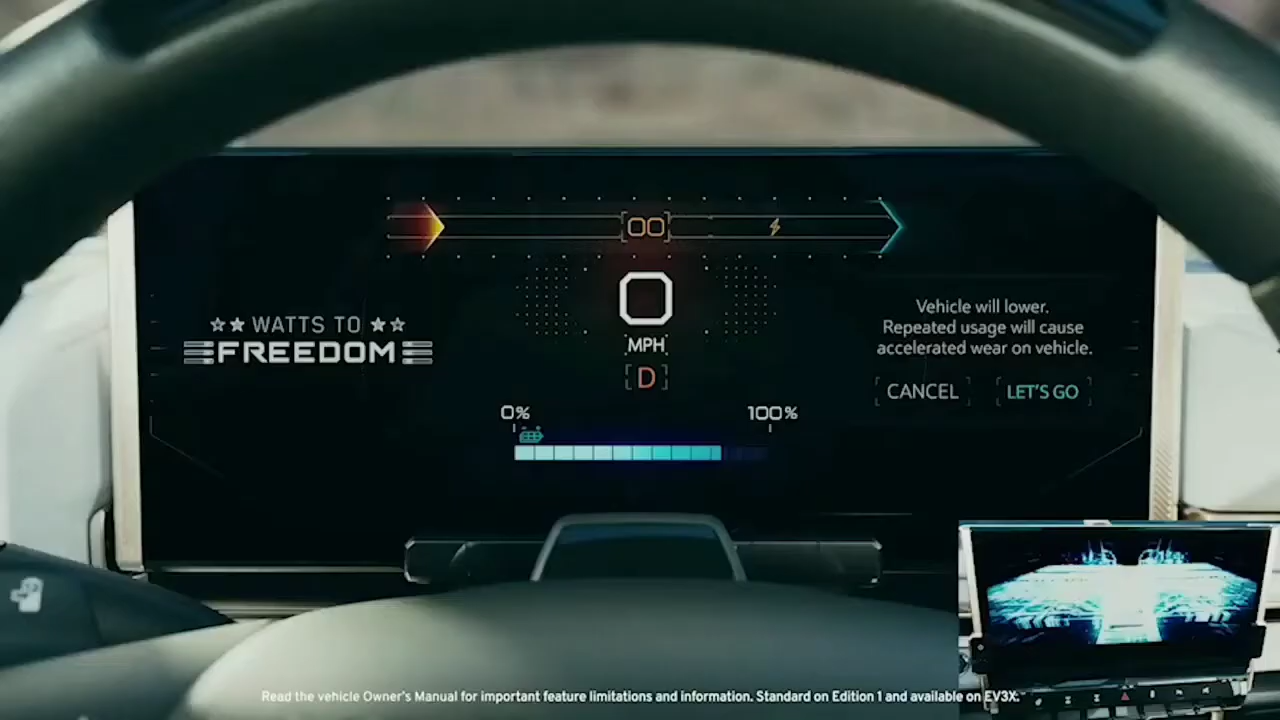 [00]
0
MPH
[D]
☆★ WATTS TO ★☆
FREEDOM
Vehicle will lower.
Repeated usage will cause
accelerated wear on vehicle.
CANCEL
LET'S GO
0%
100%
Read the vehicle Owner's Manual for important feature limitations and information. Standard on Edition 1 and available on EV3X.